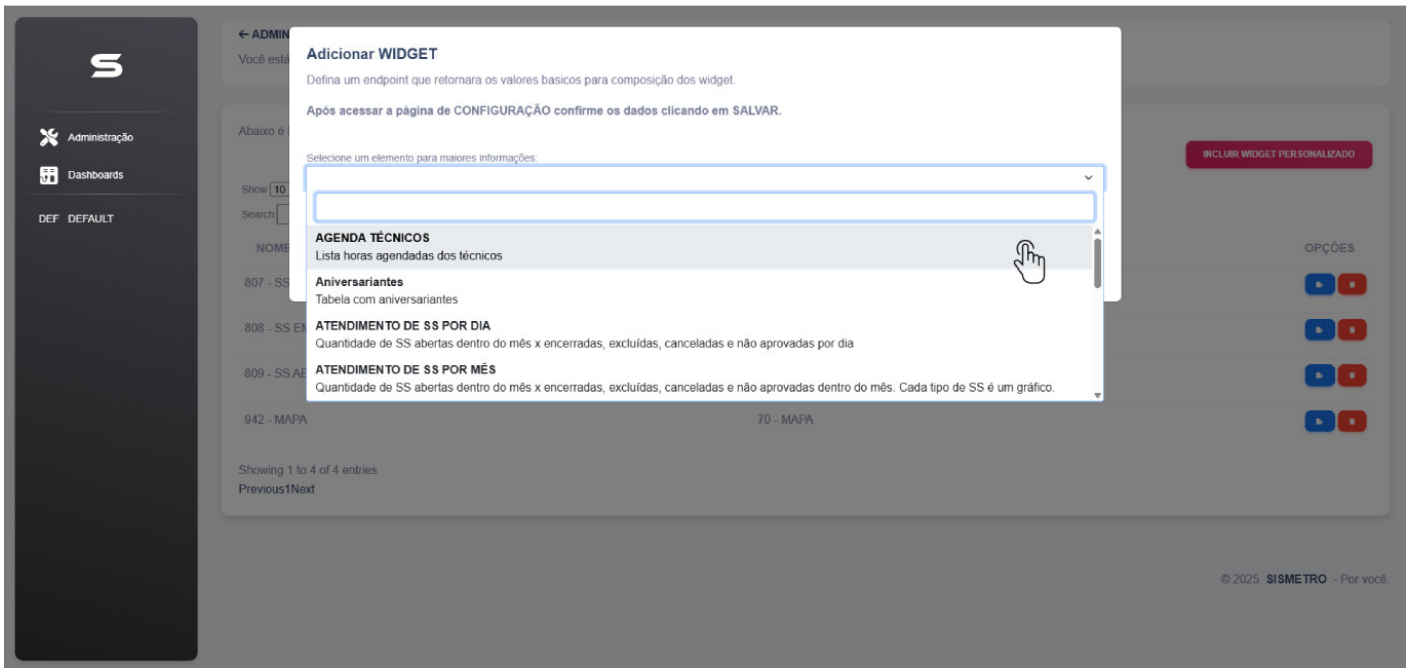 S
Administração
Dashboards
DEF DEFAULT
← ADMIN
Você está
Adicionar WIDGET
Defina um endpoint que retornara os valores basicos para composição dos widget.
Após acessar a página de CONFIGURAÇÃO confirme os dados clicando em SALVAR.
Abaixo é
Selecione um elemento para maiores informações:
INCLUIR WIDGET PERSONALIZADO
Show 10
Search:
NOME
OPÇÕES
AGENDA TÉCNICOS
Lista horas agendadas dos técnicos
Aniversariantes
Tabela com aniversariantes
ATENDIMENTO DE SS POR DIA
Quantidade de SS abertas dentro do mês x encerradas, excluídas, canceladas e não aprovadas por dia
ATENDIMENTO DE SS POR MÊS
Quantidade de SS abertas dentro do mês x encerradas, excluídas, canceladas e não aprovadas dentro do mês. Cada tipo de SS é um gráfico.
807 - SS
808 - SS EN
809 - SS AE
942 - MAPA 70 - MAPA
Showing 1 to 4 of 4 entries
Previous1Next
© 2025 SISMETRO - Por você.